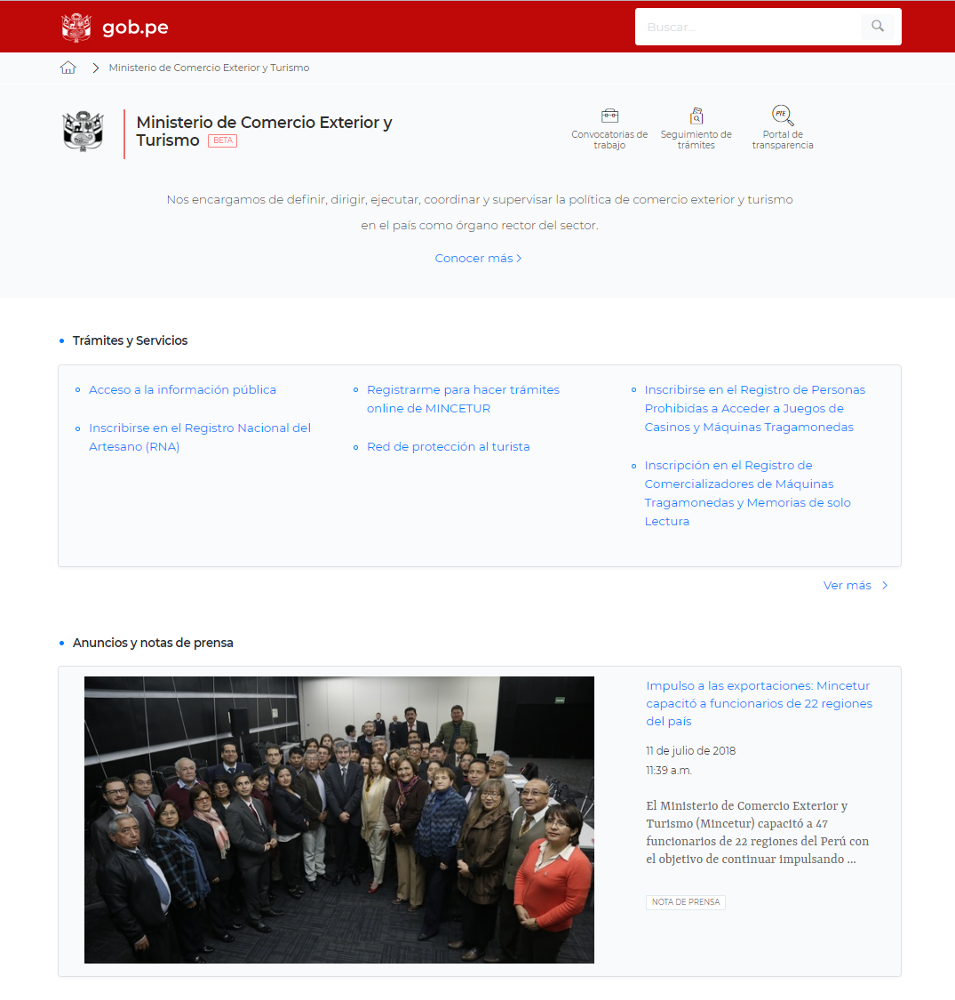 gob.pe
Buscar...
Ministerio de Comercio Exterior y Turismo
Ministerio de Comercio Exterior y
Turismo BETA
Convocatorias de
trabajo
Seguimiento de
trámites
PTE
Portal de
transparencia
Nos encargamos de definir, dirigir, ejecutar, coordinar y supervisar la política de comercio exterior y turismo
en el país como órgano rector del sector.
Conocer más
Trámites y Servicios
Acceso a la información pública
Inscribirse en el Registro Nacional del
Artesano (RNA)
Registrarme para hacer trámites
online de MINCETUR
Red de protección al turista
Inscribirse en el Registro de Personas
Prohibidas a Acceder a Juegos de
Casinos y Máquinas Tragamonedas
Inscripción en el Registro de
Comercializadores de Máquinas
Tragamonedas y Memorias de solo
Lectura
Ver más
Anuncios y notas de prensa
Impulso a las exportaciones: Mincetur
capacitó a funcionarios de 22 regiones
del país
11 de julio de 2018
11:39 a.m.
El Ministerio de Comercio Exterior y
Turismo (Mincetur) capacitó a 47
funcionarios de 22 regiones del Perú con
el objetivo de continuar impulsando ...
NOTA DE PRENSA